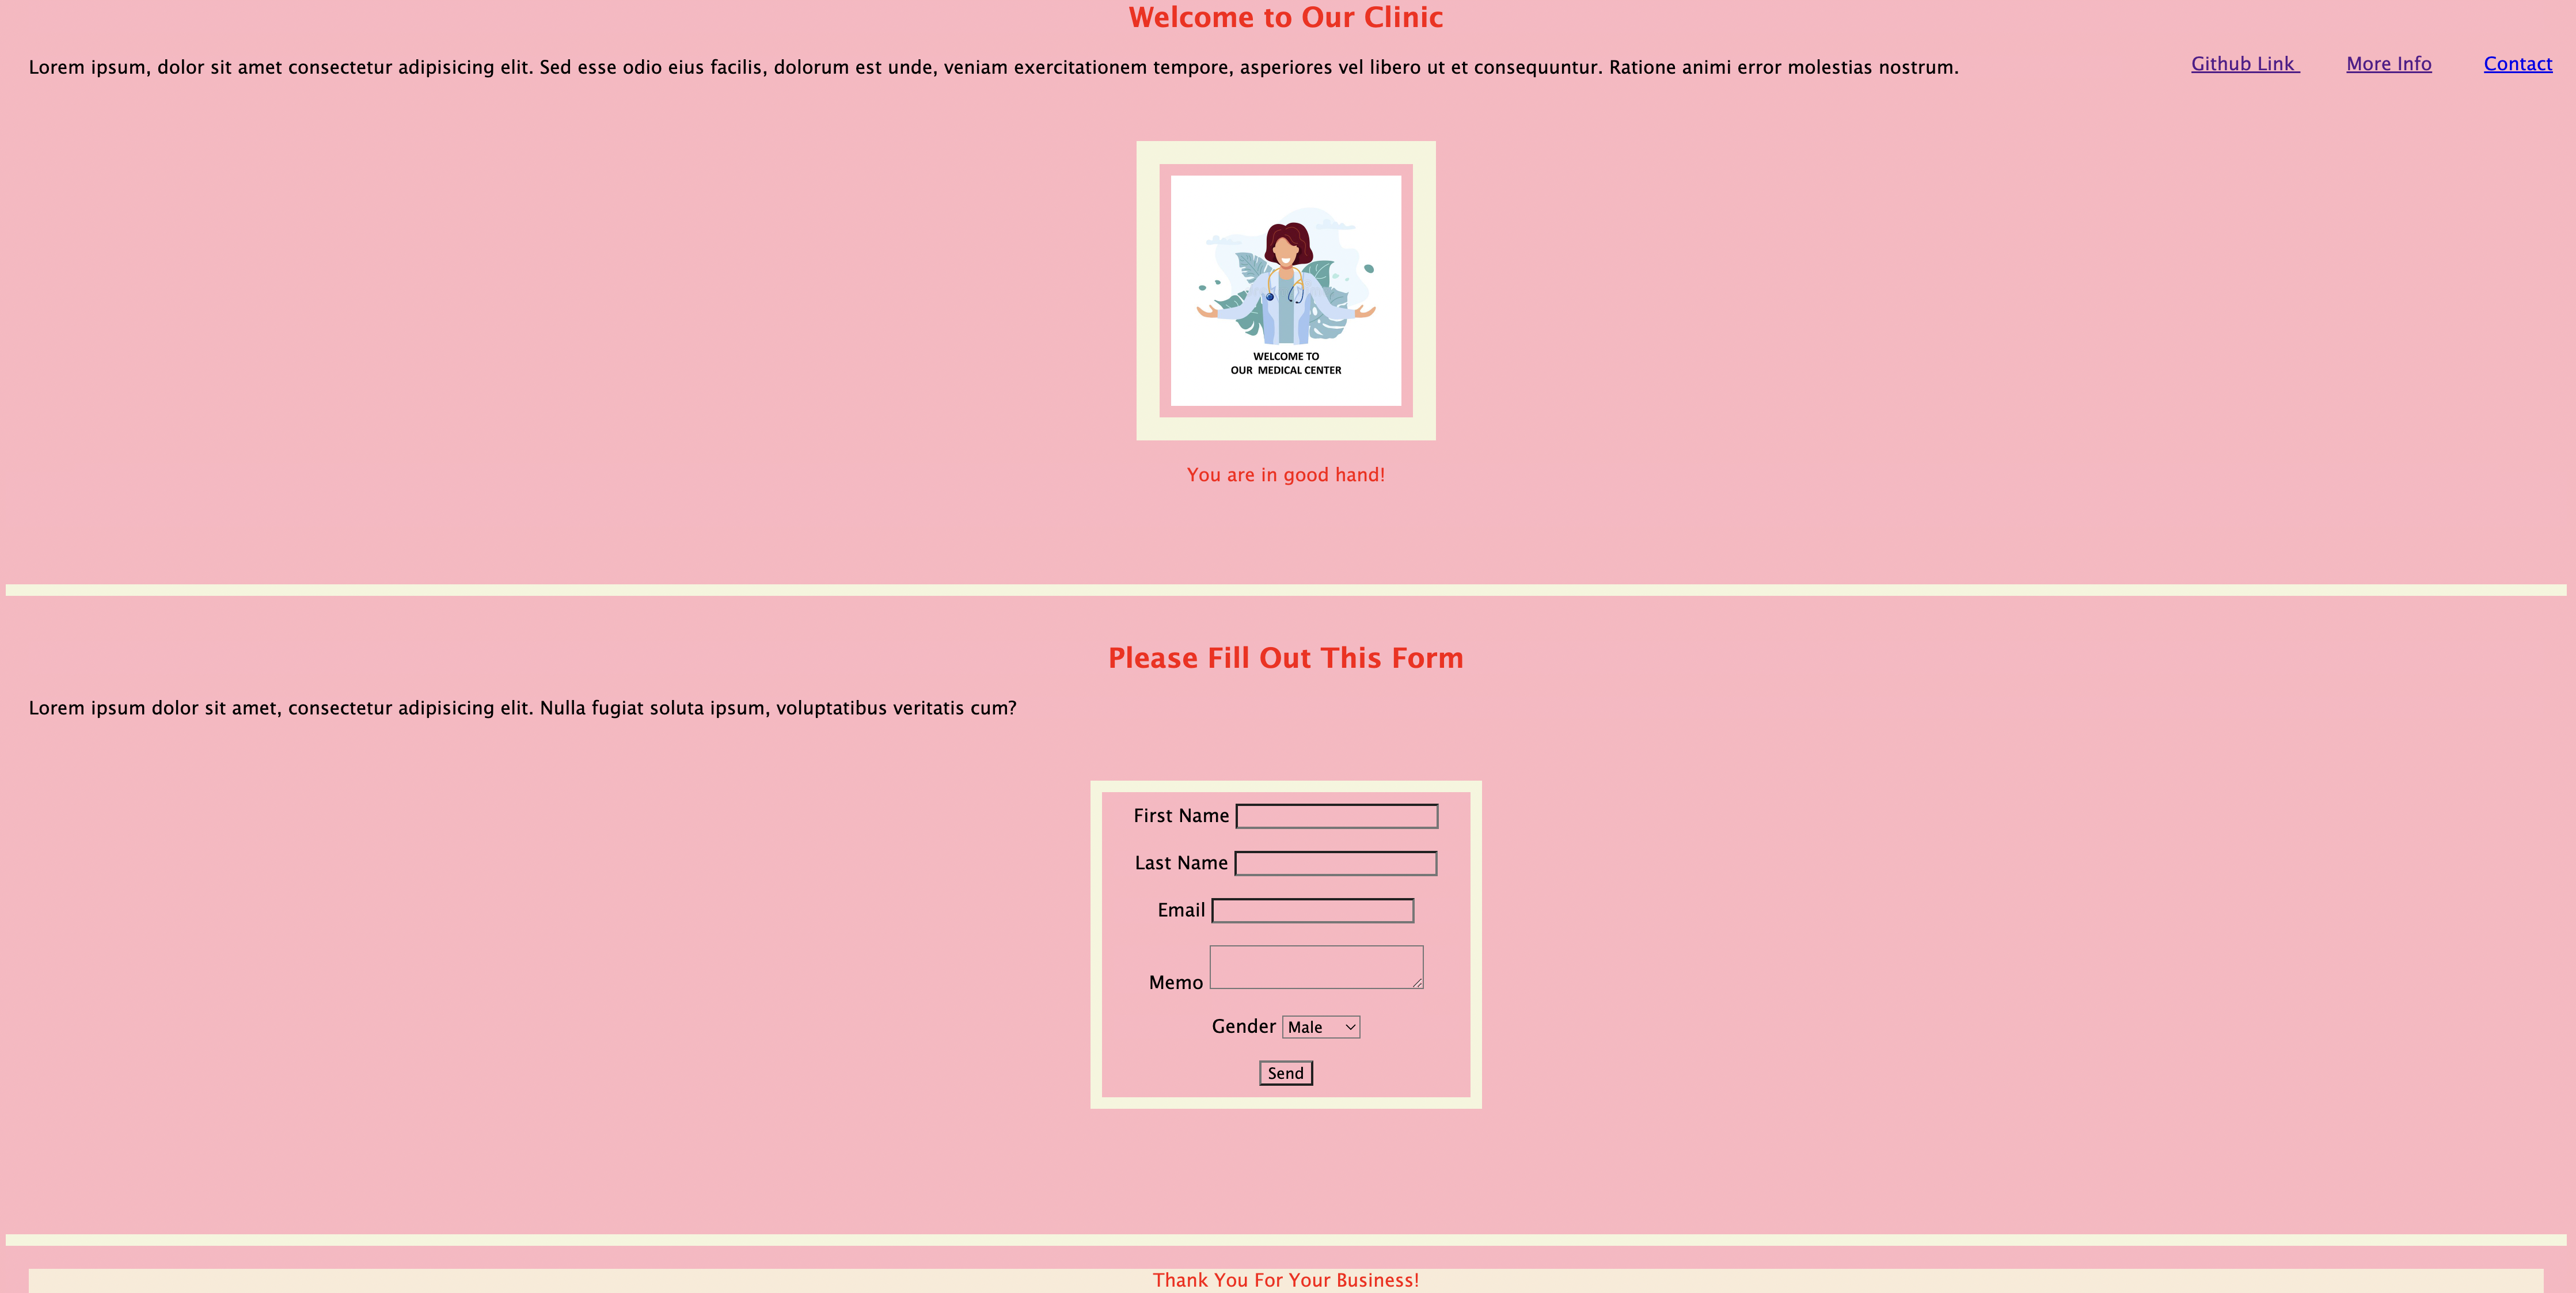 Welcome to Our Clinic
Lorem ipsum, dolor sit amet consectetur adipisicing elit. Sed esse odio eius facilis, dolorum est unde, veniam exercitationem tempore, asperiores vel libero ut et consequuntur. Ratione animi error molestias nostrum.
Github Link More Info Contact
WELCOME TO
OUR MEDICAL CENTER
You are in good hand!
Please Fill Out This Form
Lorem ipsum dolor sit amet, consectetur adipisicing elit. Nulla fugiat soluta ipsum, voluptatibus veritatis cum?
First Name
Last Name
Email
Memo
Gender Male
Send
Thank You For Your Business!